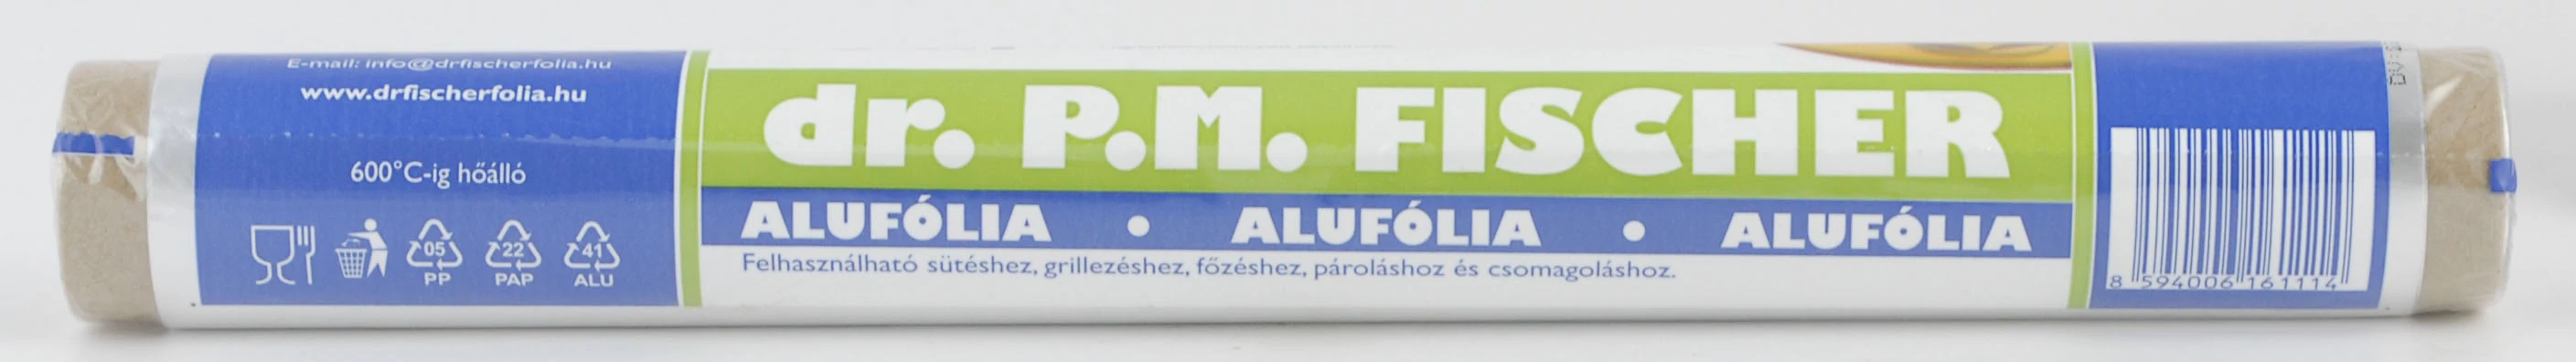 E-mail: info@drfischerfolia.hu
www.drfischerfolia.hu
600°C-ig hőálló
05
PP
22
PAP
41
ALU
dr. P.M. FISCHER
ALUFÓLIA • ALUFÓLIA • ALUFÓLIA
Felhasználható sütéshez, grillezéshez, főzéshez, pároláshoz és csomagoláshoz.
8 594006 161114